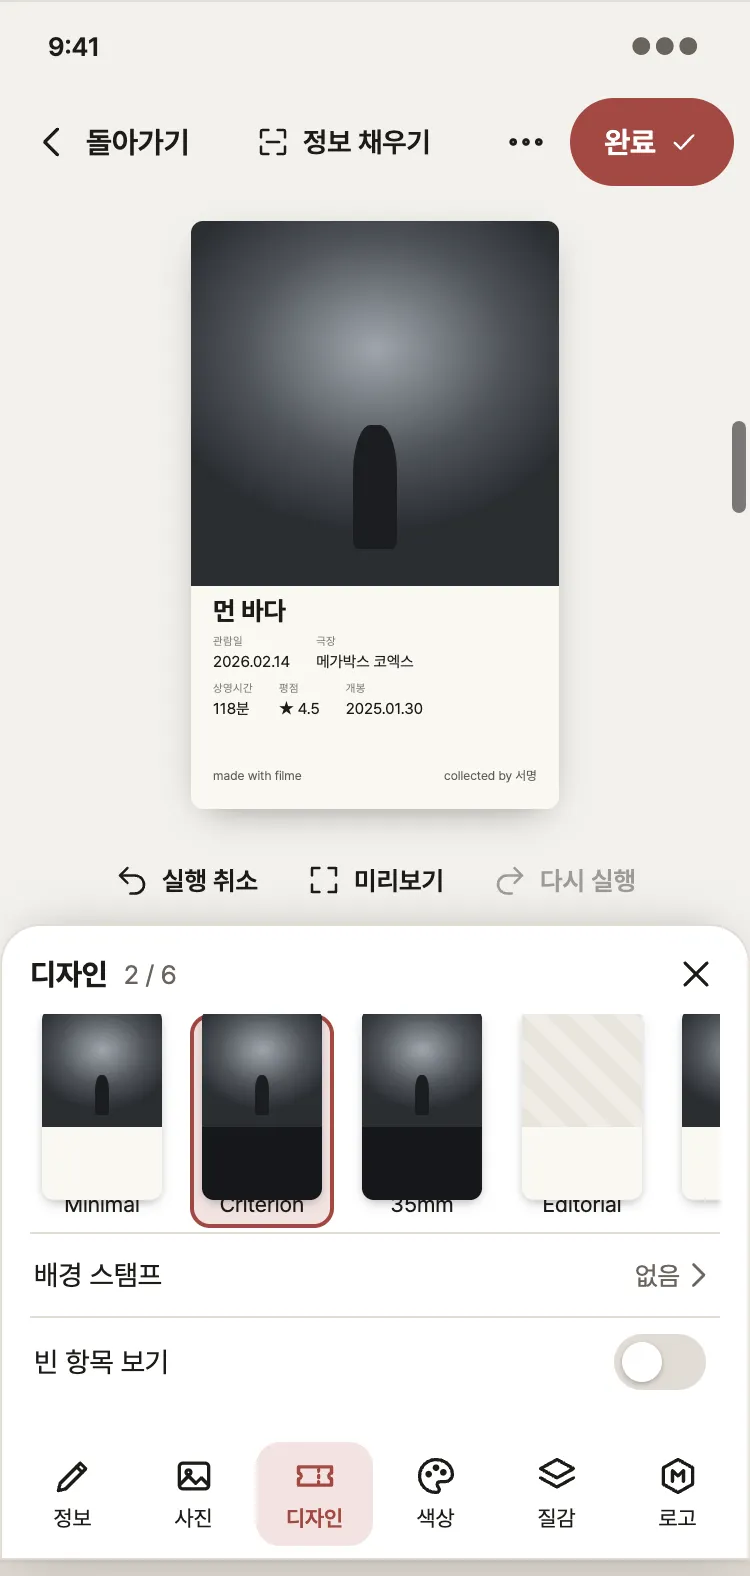 9:41
돌아가기 정보 채우기 완료
먼 바다
관람일 극장
2026.02.14 메가박스 코엑스
상영시간 평점 개봉
118분 ★ 4.5 2025.01.30
made with filme collected by 서명
실행 취소 미리보기 다시 실행
디자인 2 / 6
Minimal Criterion 35mm Editorial
배경 스탬프 없음
빈 항목 보기
정보 사진 디자인 색상 질감 로고